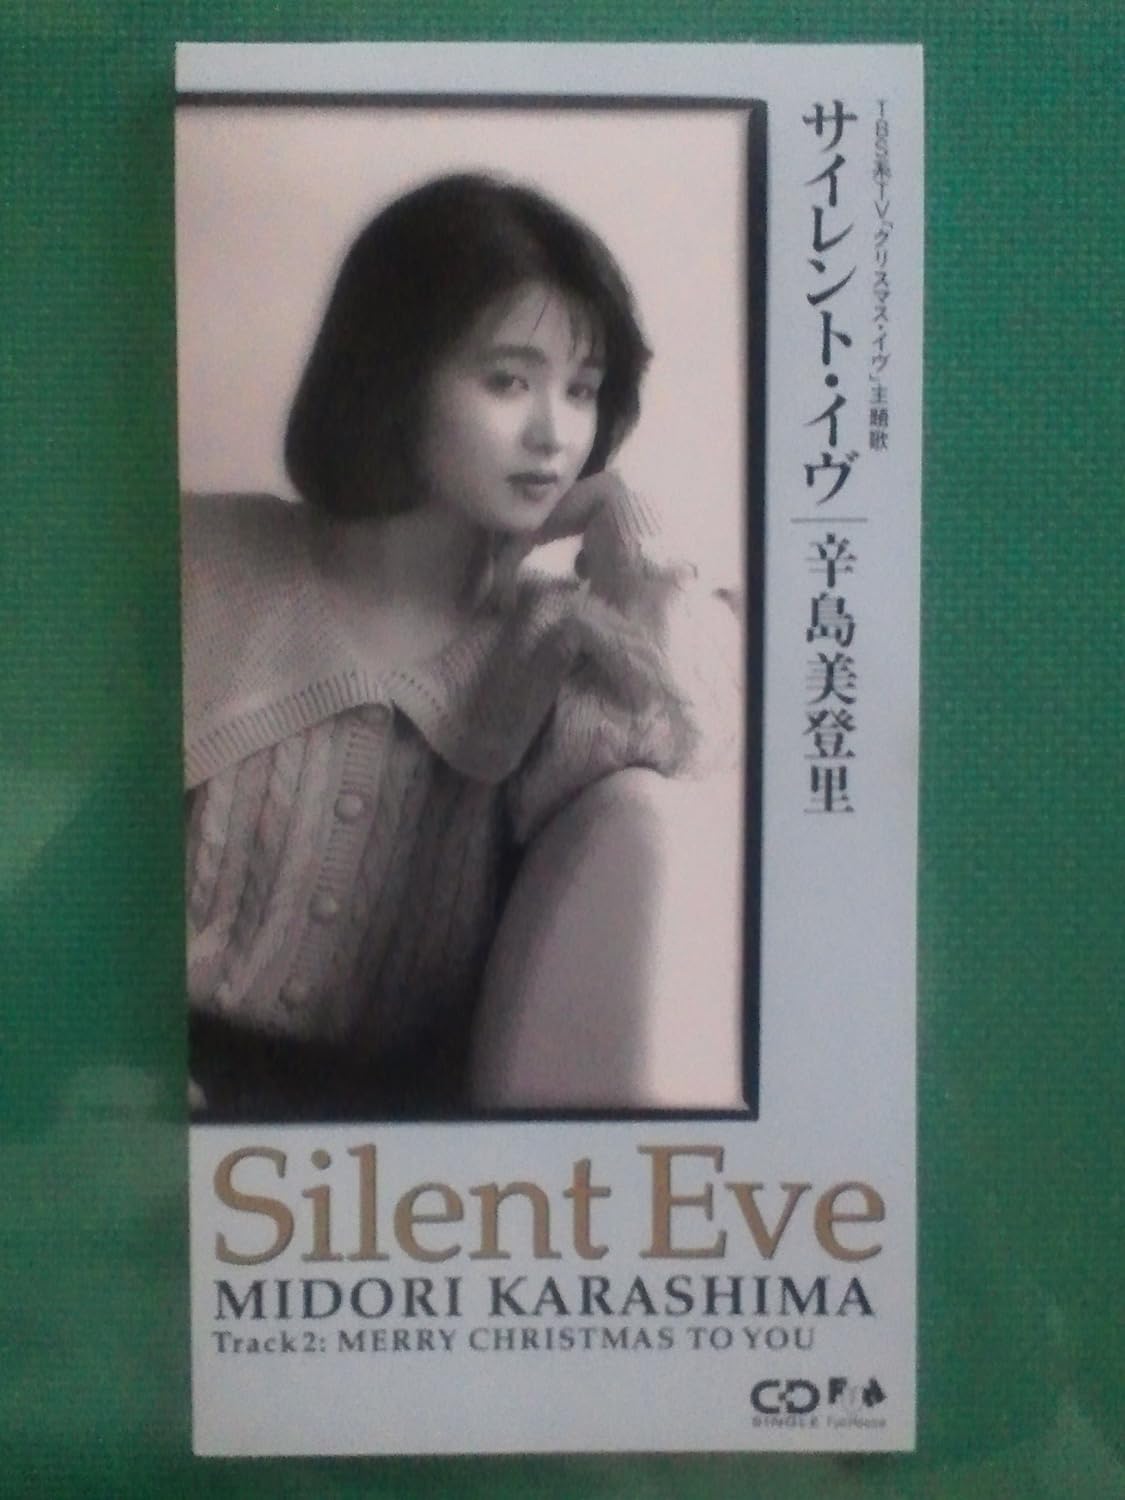 TBS系TV「クリスマス・イヴ」主題歌
サイレント・イヴ｜辛島美登里
Silent Eve
MIDORI KARASHIMA
Track2: MERRY CHRISTMAS TO YOU
CD
SINGLE
FunHouse